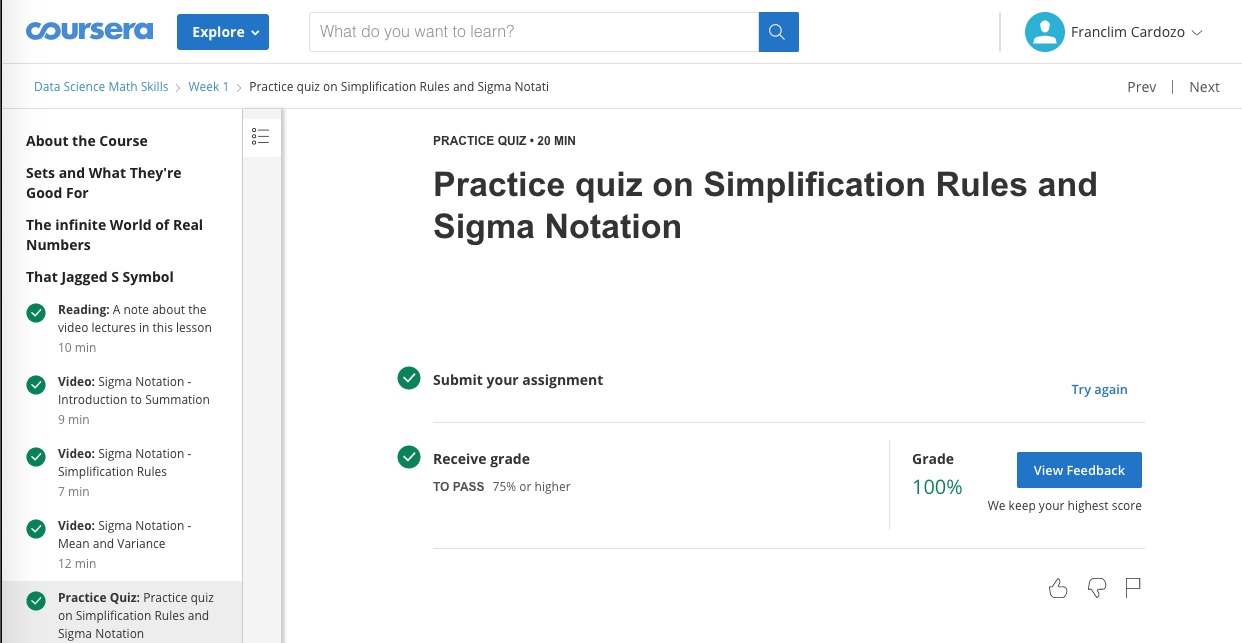 coursera
Explore
What do you want to learn?
Franclim Cardozo
Data Science Math Skills
Week 1
Practice quiz on Simplification Rules and Sigma Notati
Prev
Next
About the Course
Sets and What They're
Good For
The infinite World of Real
Numbers
That Jagged S Symbol
Reading: A note about the
video lectures in this lesson
10 min
Video: Sigma Notation -
Introduction to Summation
9 min
Video: Sigma Notation -
Simplification Rules
7 min
Video: Sigma Notation -
Mean and Variance
12 min
Practice Quiz: Practice quiz
on Simplification Rules and
Sigma Notation
PRACTICE QUIZ • 20 MIN
Practice quiz on Simplification Rules and
Sigma Notation
Submit your assignment
Try again
Receive grade
TO PASS 75% or higher
Grade
100%
View Feedback
We keep your highest score